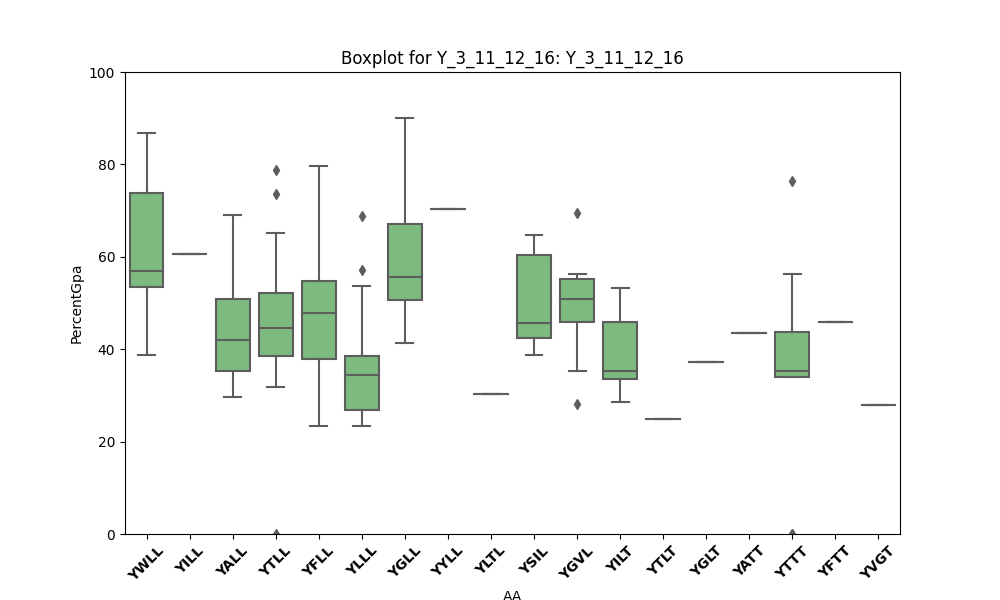 Boxplot for Y_3_11_12_16: Y_3_11_12_16
100
80
60
40
20
0
PercentGpa
YWLL YILL YALL YTLL YFLL YLLL YGLL YYLL YLTL YSIL YGVL YILT YTLT YGLT YATT YTTT YFTT YVGT
AA